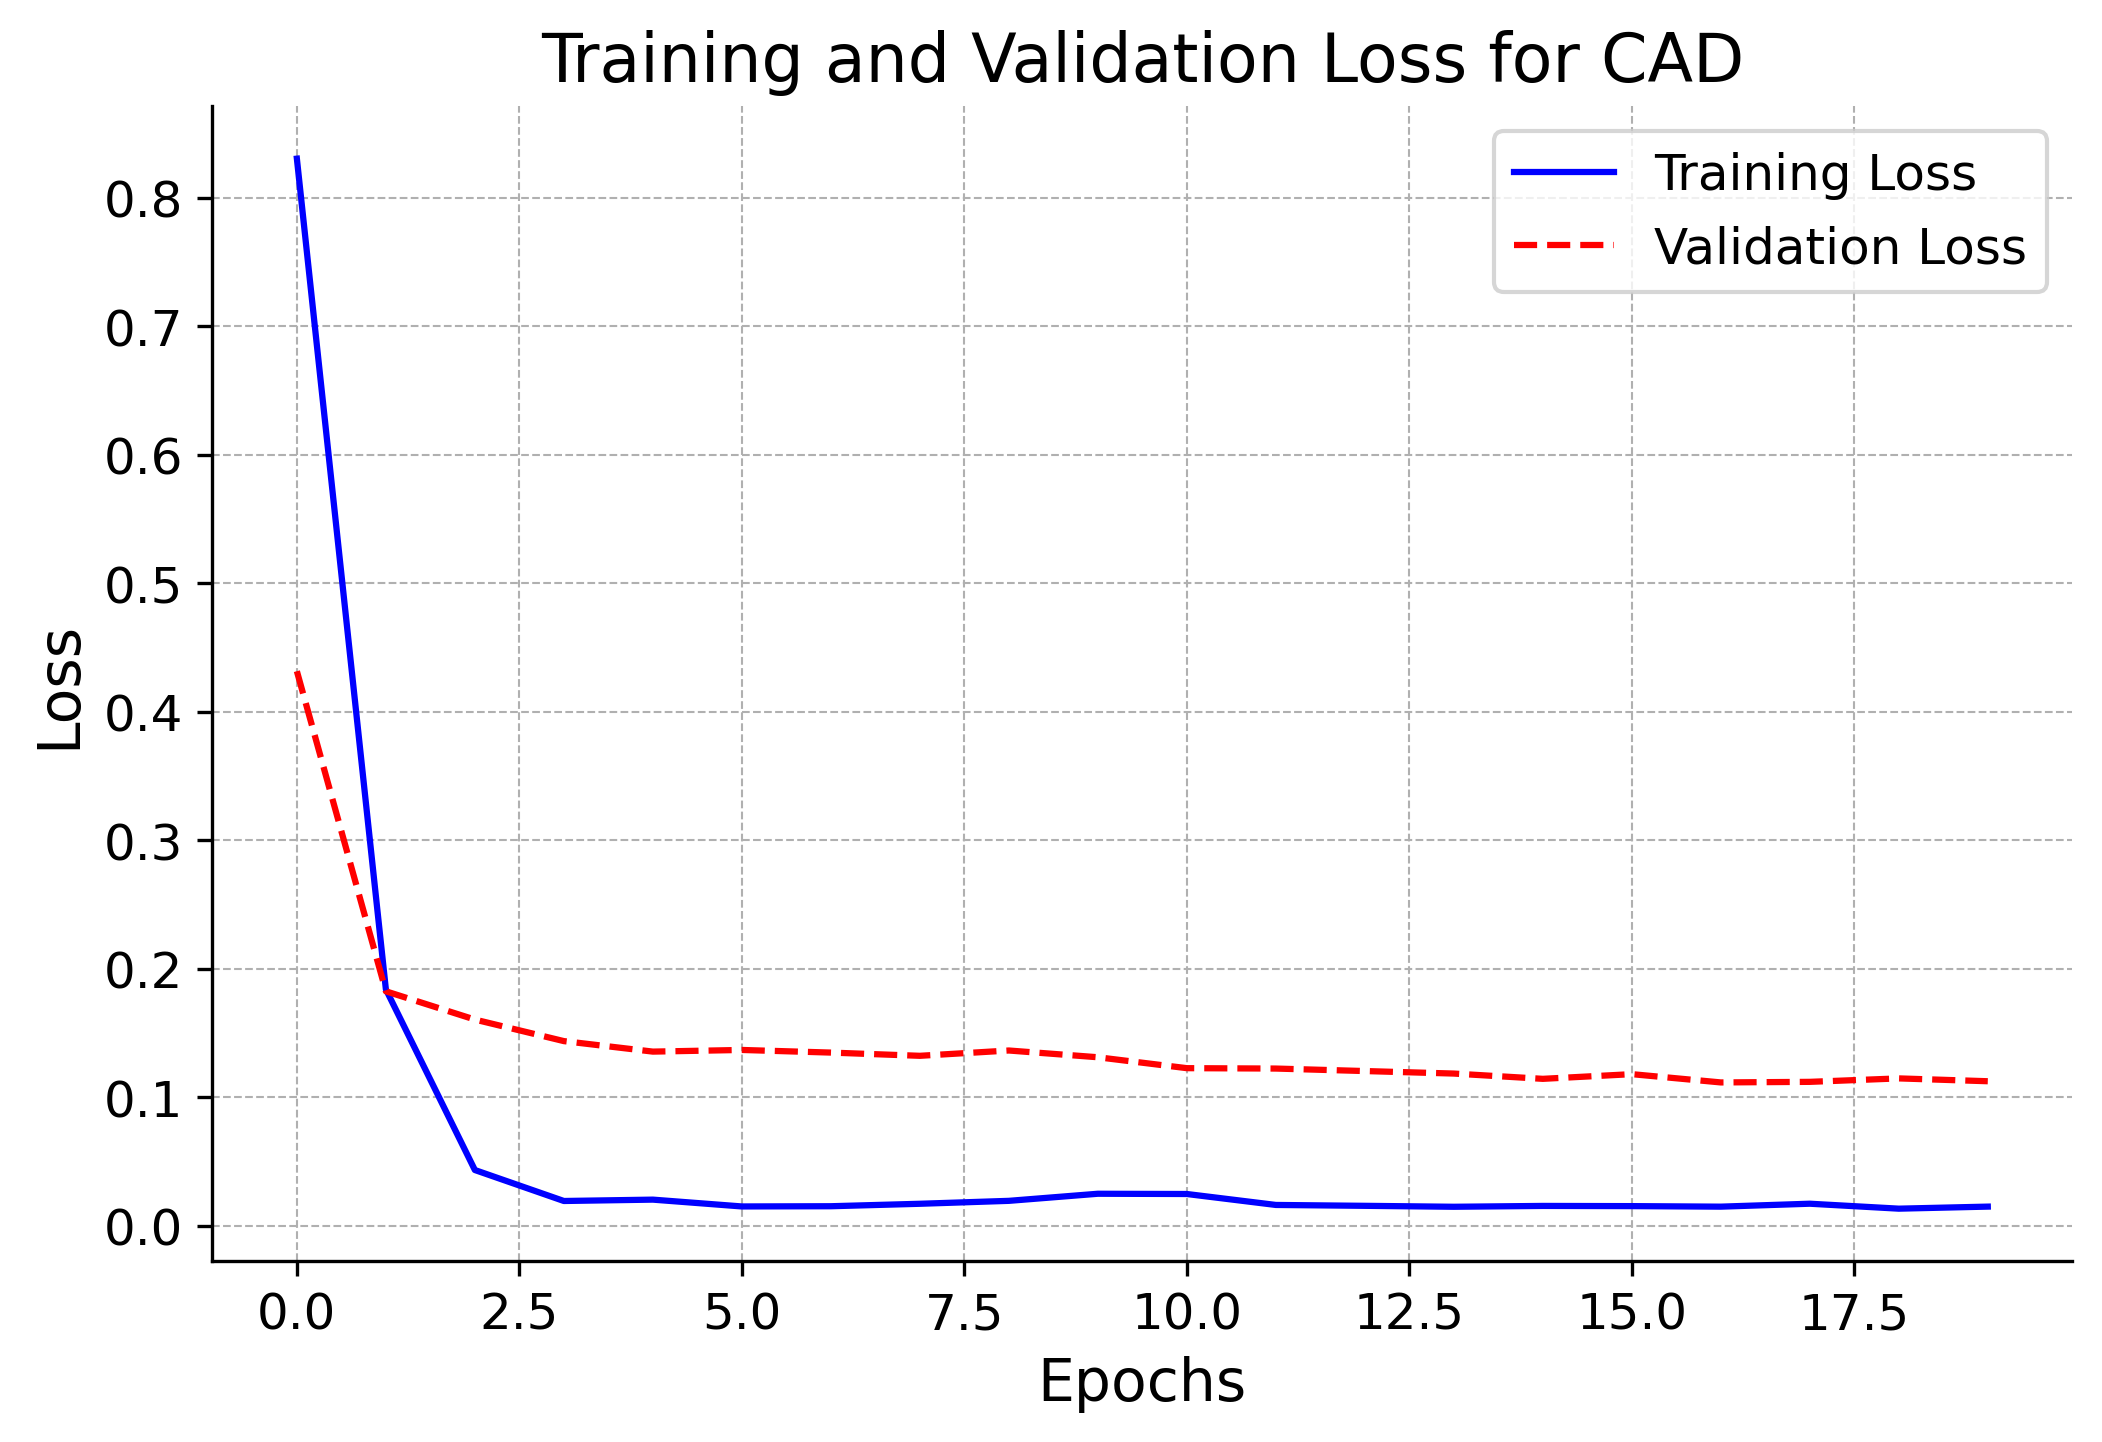 Training and Validation Loss for CAD
Training Loss
Validation Loss
0.8
0.7
0.6
0.5
0.4
0.3
0.2
0.1
0.0
Loss
0.0 2.5 5.0 7.5 10.0 12.5 15.0 17.5
Epochs